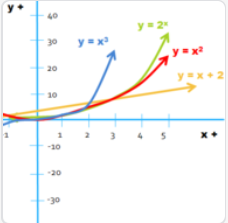 y +
40
y = 2ˣ
30
y = x³
y = x²
20
y = x + 2
10
-1 1 2 3 4 5 x +
-10
-20
-30